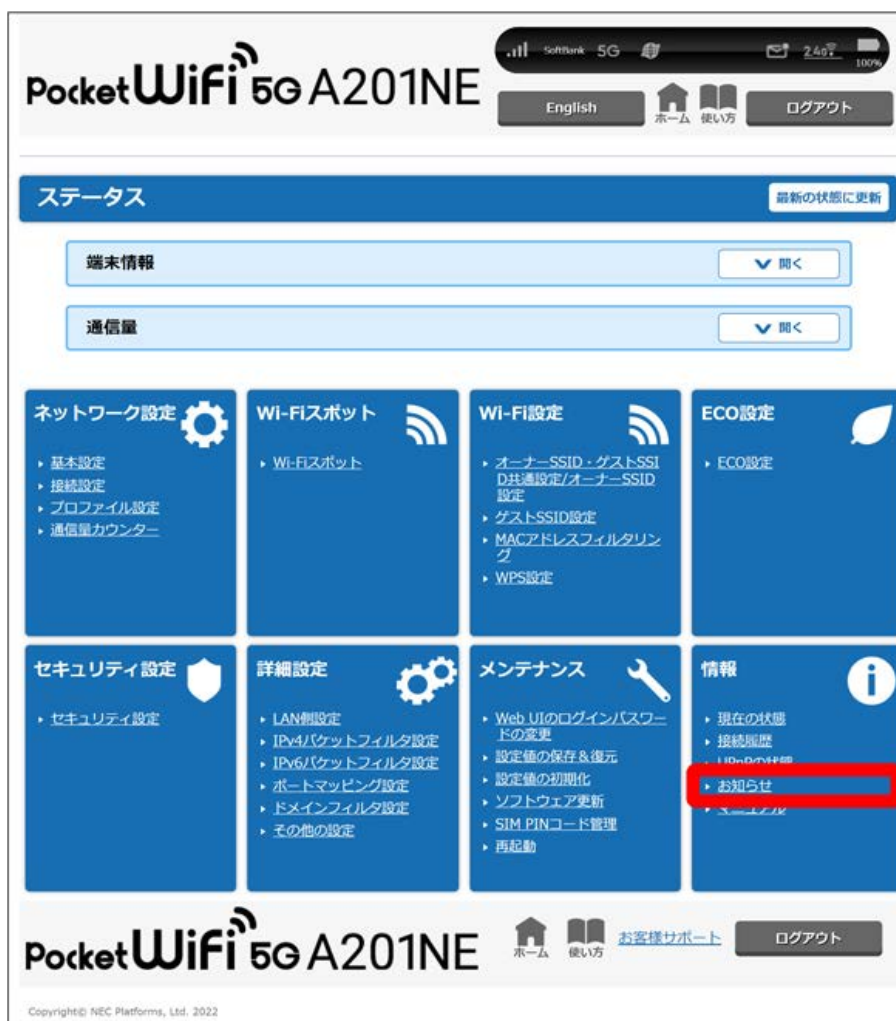 Pocket WiFi 5G A201NE
SoftBank 5G 2.4G 100%
English ホーム 使い方 ログアウト
ステータス 最新の状態に更新
端末情報 開く
通信量 開く
ネットワーク設定
基本設定
接続設定
プロファイル設定
通信量カウンター
Wi-Fiスポット
Wi-Fiスポット
Wi-Fi設定
オーナーSSID・ゲストSSI
D共通設定/オーナーSSID
設定
ゲストSSID設定
MACアドレスフィルタリン
グ
WPS設定
ECO設定
ECO設定
セキュリティ設定
セキュリティ設定
詳細設定
LAN側設定
IPv4パケットフィルタ設定
IPv6パケットフィルタ設定
ポートマッピング設定
ドメインフィルタ設定
その他の設定
メンテナンス
Web UIのログインパスワー
ドの変更
設定値の保存&復元
設定値の初期化
ソフトウェア更新
SIM PINコード管理
再起動
情報
現在の状態
接続履歴
UPnPの状態
お知らせ
マニュアル
Pocket WiFi 5G A201NE
ホーム 使い方 お客様サポート ログアウト
Copyright© NEC Platforms, Ltd. 2022